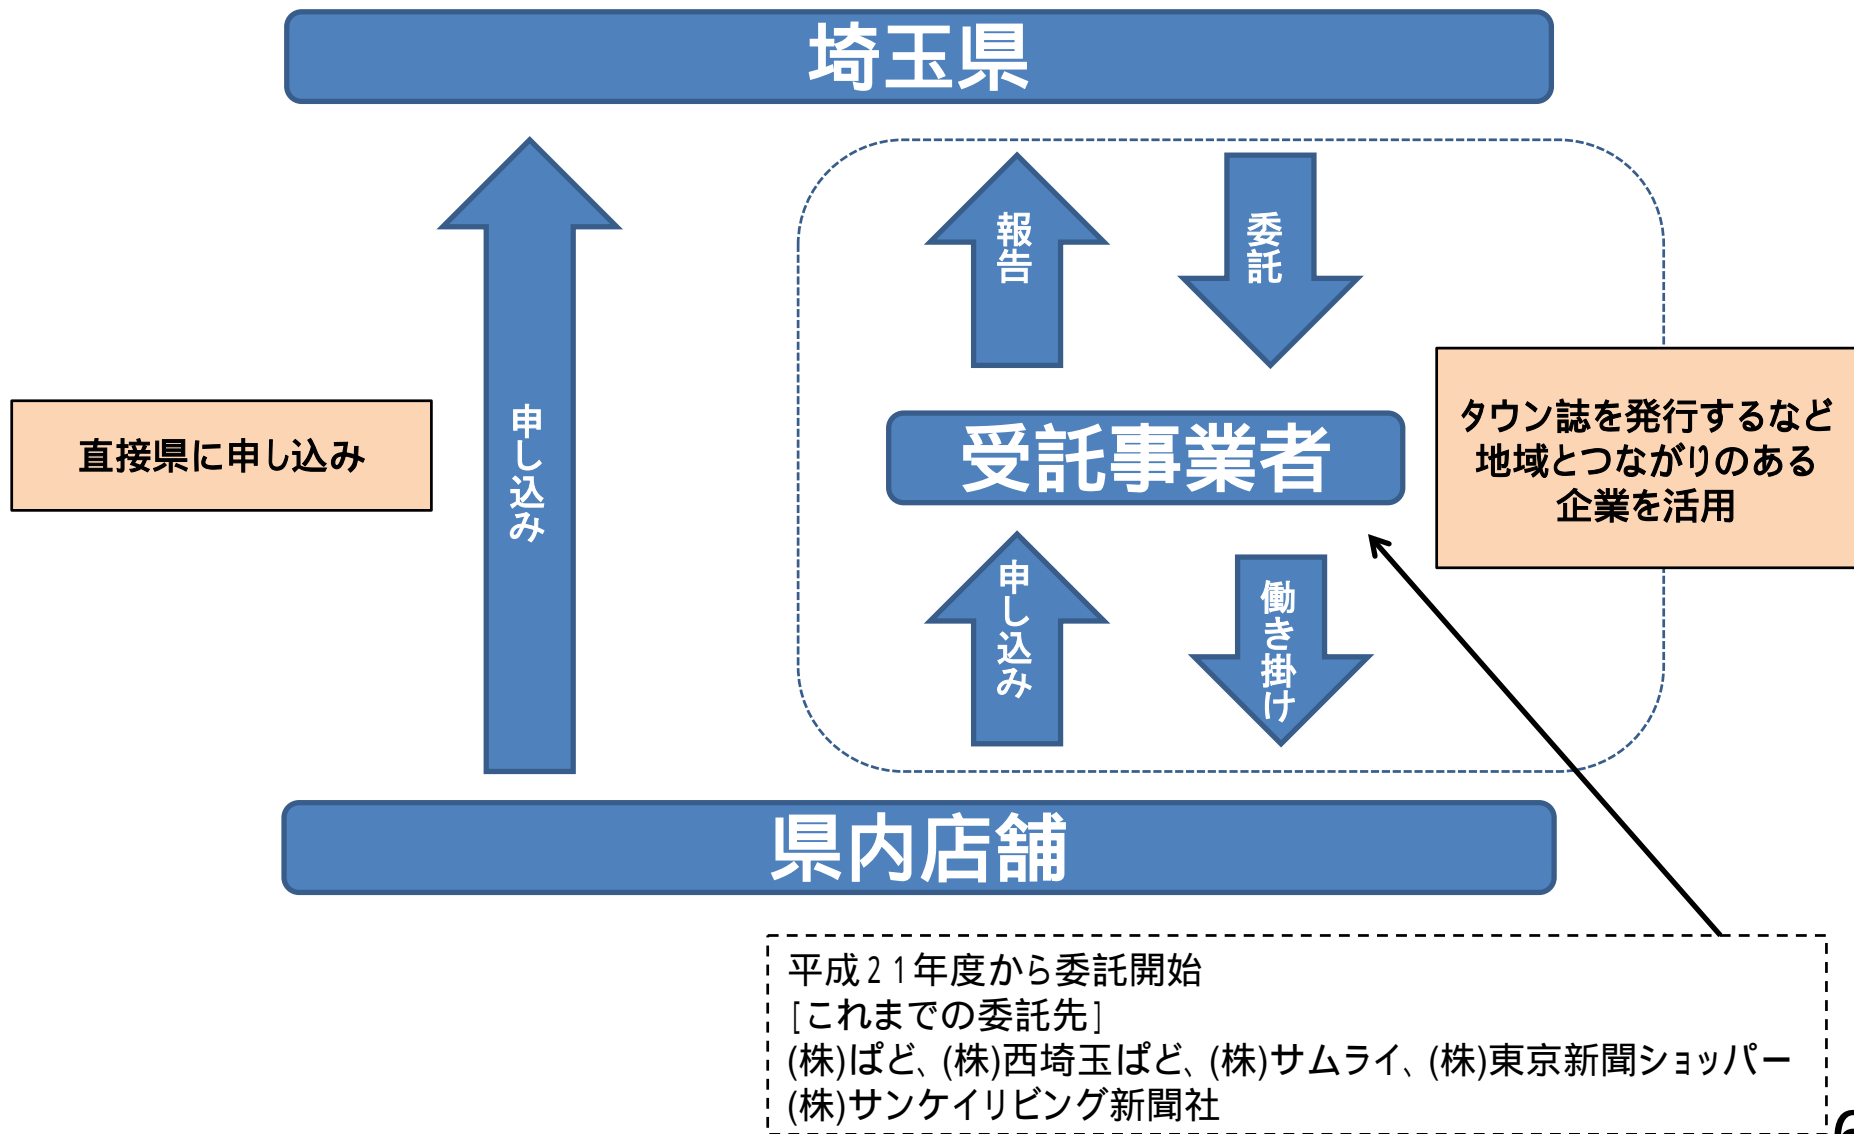 埼玉県
報告
委託
申し込み
直接県に申し込み
受託事業者
タウン誌を発行するなど
地域とつながりのある
企業を活用
申し込み
働き掛け
県内店舗
平成21年度から委託開始
[これまでの委託先]
(株)ぱど、(株)西埼玉ぱど、(株)サムライ、(株)東京新聞ショッパー
(株)サンケイリビング新聞社